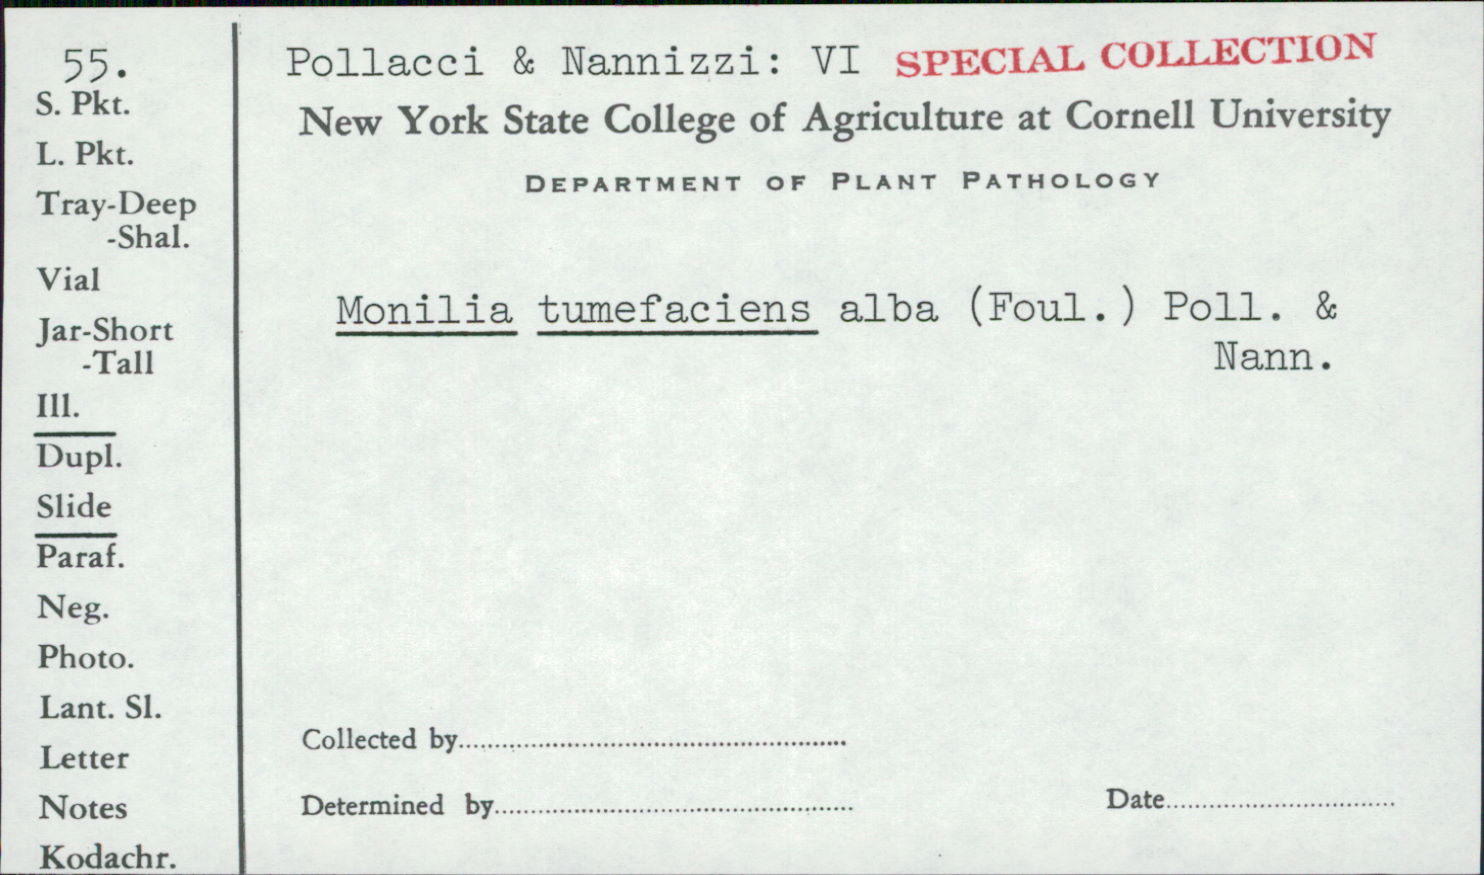 55.
S. Pkt.
L. Pkt.
Tray-Deep
-Shal.
Vial
Jar-Short
-Tall
Ill.
Dupl.
Slide
Paraf.
Neg.
Photo.
Lant. Sl.
Letter
Notes
Kodachr.
Pollacci & Nannizzi: VI SPECIAL COLLECTION
New York State College of Agriculture at Cornell University
DEPARTMENT OF PLANT PATHOLOGY
Monilia tumefaciens alba (Foul.) Poll. &
Nann.
Collected by
Determined by
Date